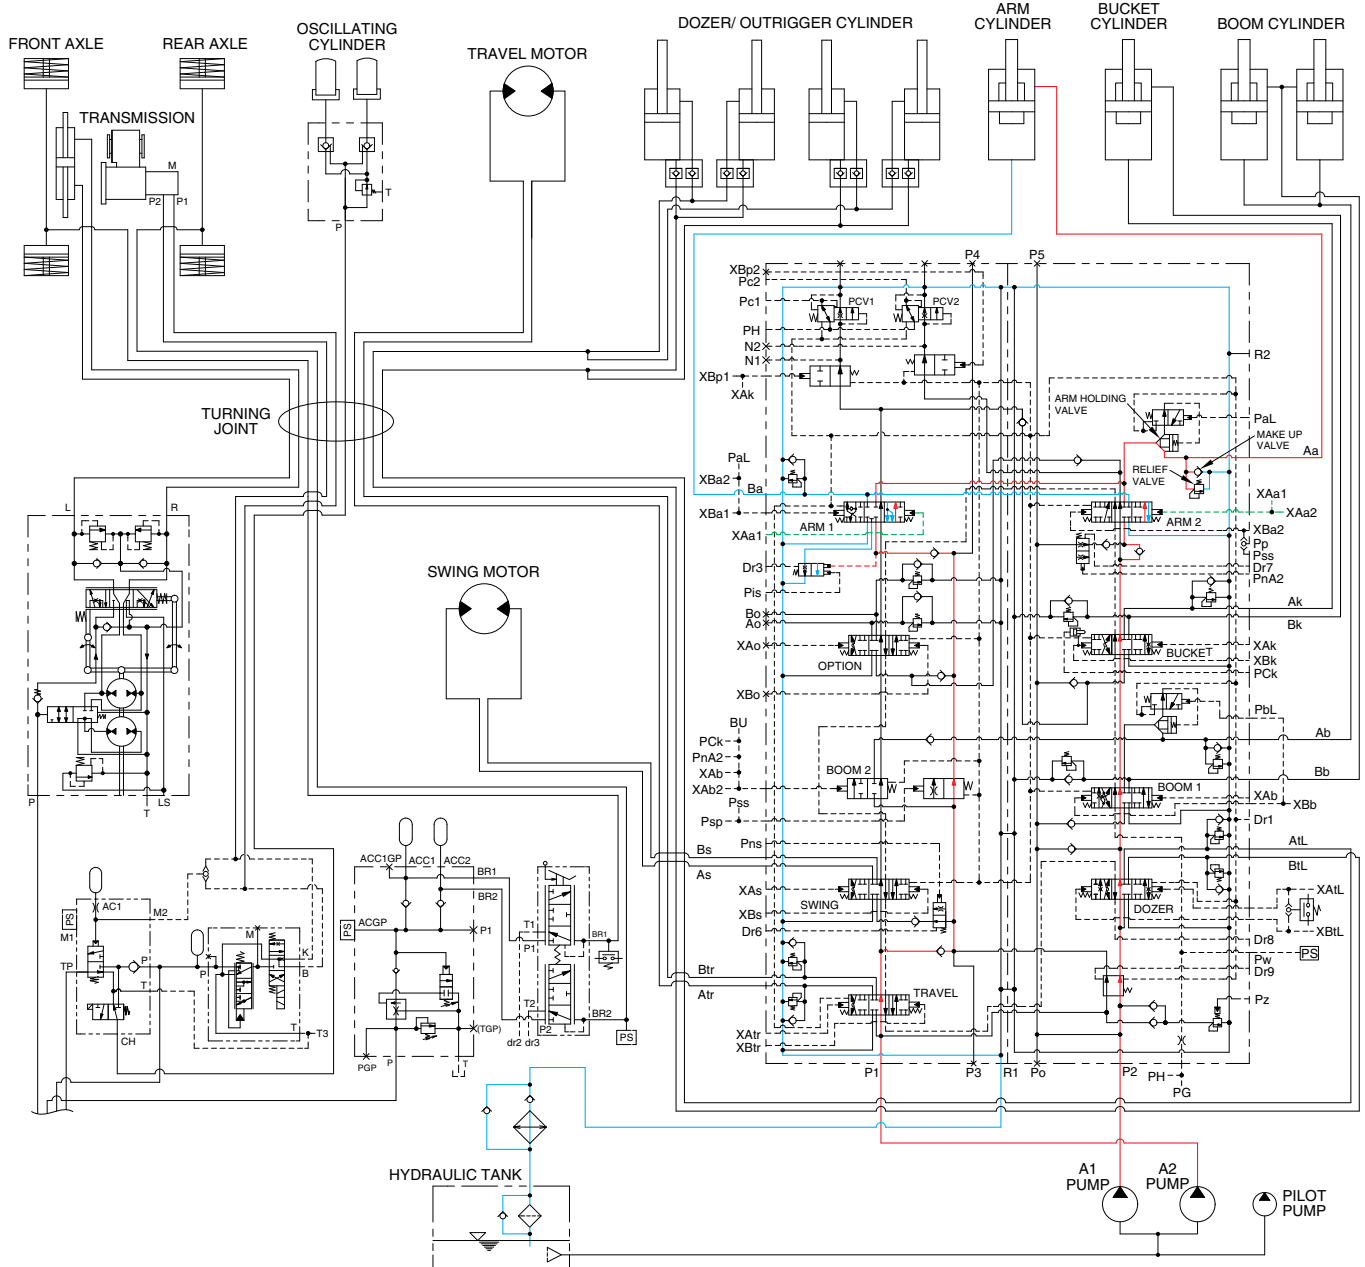 FRONT AXLE
REAR AXLE
OSCILLATING
CYLINDER
TRAVEL MOTOR
DOZER/ OUTRIGGER CYLINDER
ARM
CYLINDER
BUCKET
CYLINDER
BOOM CYLINDER
TRANSMISSION
M
P2
P1
T
P
TURNING
JOINT
SWING MOTOR
L
R
P
T
LS
XBp2
Pc2
Pc1
PH
N2
N1
XBp1
XAk
PaL
XBa2
Ba
XBa1
XAa1
Dr3
Pis
Bo
Ao
XAo
XBo
BU
PCk
PnA2
XAb
XAb2
Pss
Psp
Pns
Bs
As
XAs
XBs
Dr6
Btr
Atr
XAtr
XBtr
P4
P5
PCV1
PCV2
R2
ARM HOLDING
VALVE
PaL
MAKE UP
VALVE
Aa
RELIEF
VALVE
XAa1
XAa2
ARM 1
ARM 2
XBa2
Pp
Pss
Dr7
PnA2
Ak
Bk
OPTION
BUCKET
XAk
XBk
PCk
PbL
Ab
Bb
BOOM 2
BOOM 1
XAb
XBb
Dr1
AtL
BtL
SWING
DOZER
XAtL
XBtL
Dr8
PS
Pw
Dr9
TRAVEL
Pz
P1
P3
R1
Po
P2
PH
PG
AC1
PS
M1
M2
TP
P
T
CH
M
P
K
B
T
T3
ACC1GP
ACC1
ACC2
BR1
BR2
PS
ACGP
P1
(TGP)
PGP
P
T
T1
P1
BR1
T2
P2
BR2
dr2
dr3
PS
HYDRAULIC TANK
A1
PUMP
A2
PUMP
PILOT
PUMP